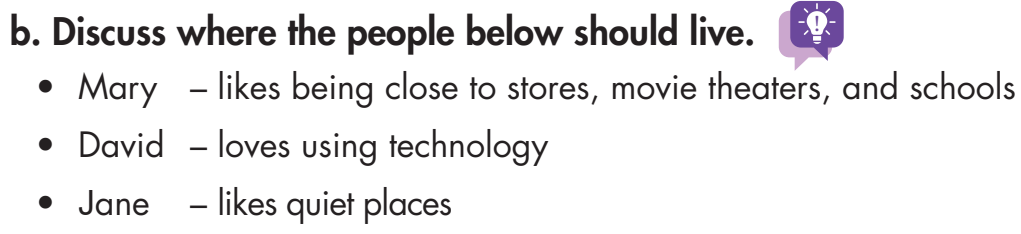 b. Discuss where the people below should live.
• Mary – likes being close to stores, movie theaters, and schools
• David – loves using technology
• Jane – likes quiet places